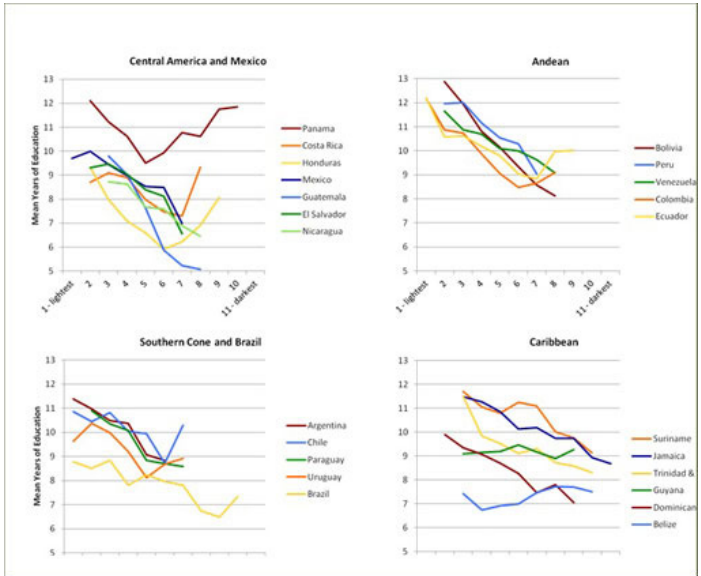 Central America and Mexico
13
12
11
10
9
8
7
6
5
Mean Years of Education
1 - lightest
2
3
4
5
6
7
8
9
10
11 - darkest
Panama
Costa Rica
Honduras
Mexico
Guatemala
El Salvador
Nicaragua
Andean
13
12
11
10
9
8
7
6
5
1 - lightest
2
3
4
5
6
7
8
9
10
11 - darkest
Bolivia
Peru
Venezuela
Colombia
Ecuador
Southern Cone and Brazil
13
12
11
10
9
8
7
6
5
Mean Years of Education
Argentina
Chile
Paraguay
Uruguay
Brazil
Caribbean
13
12
11
10
9
8
7
6
5
Suriname
Jamaica
Trinidad &
Guyana
Dominican
Belize